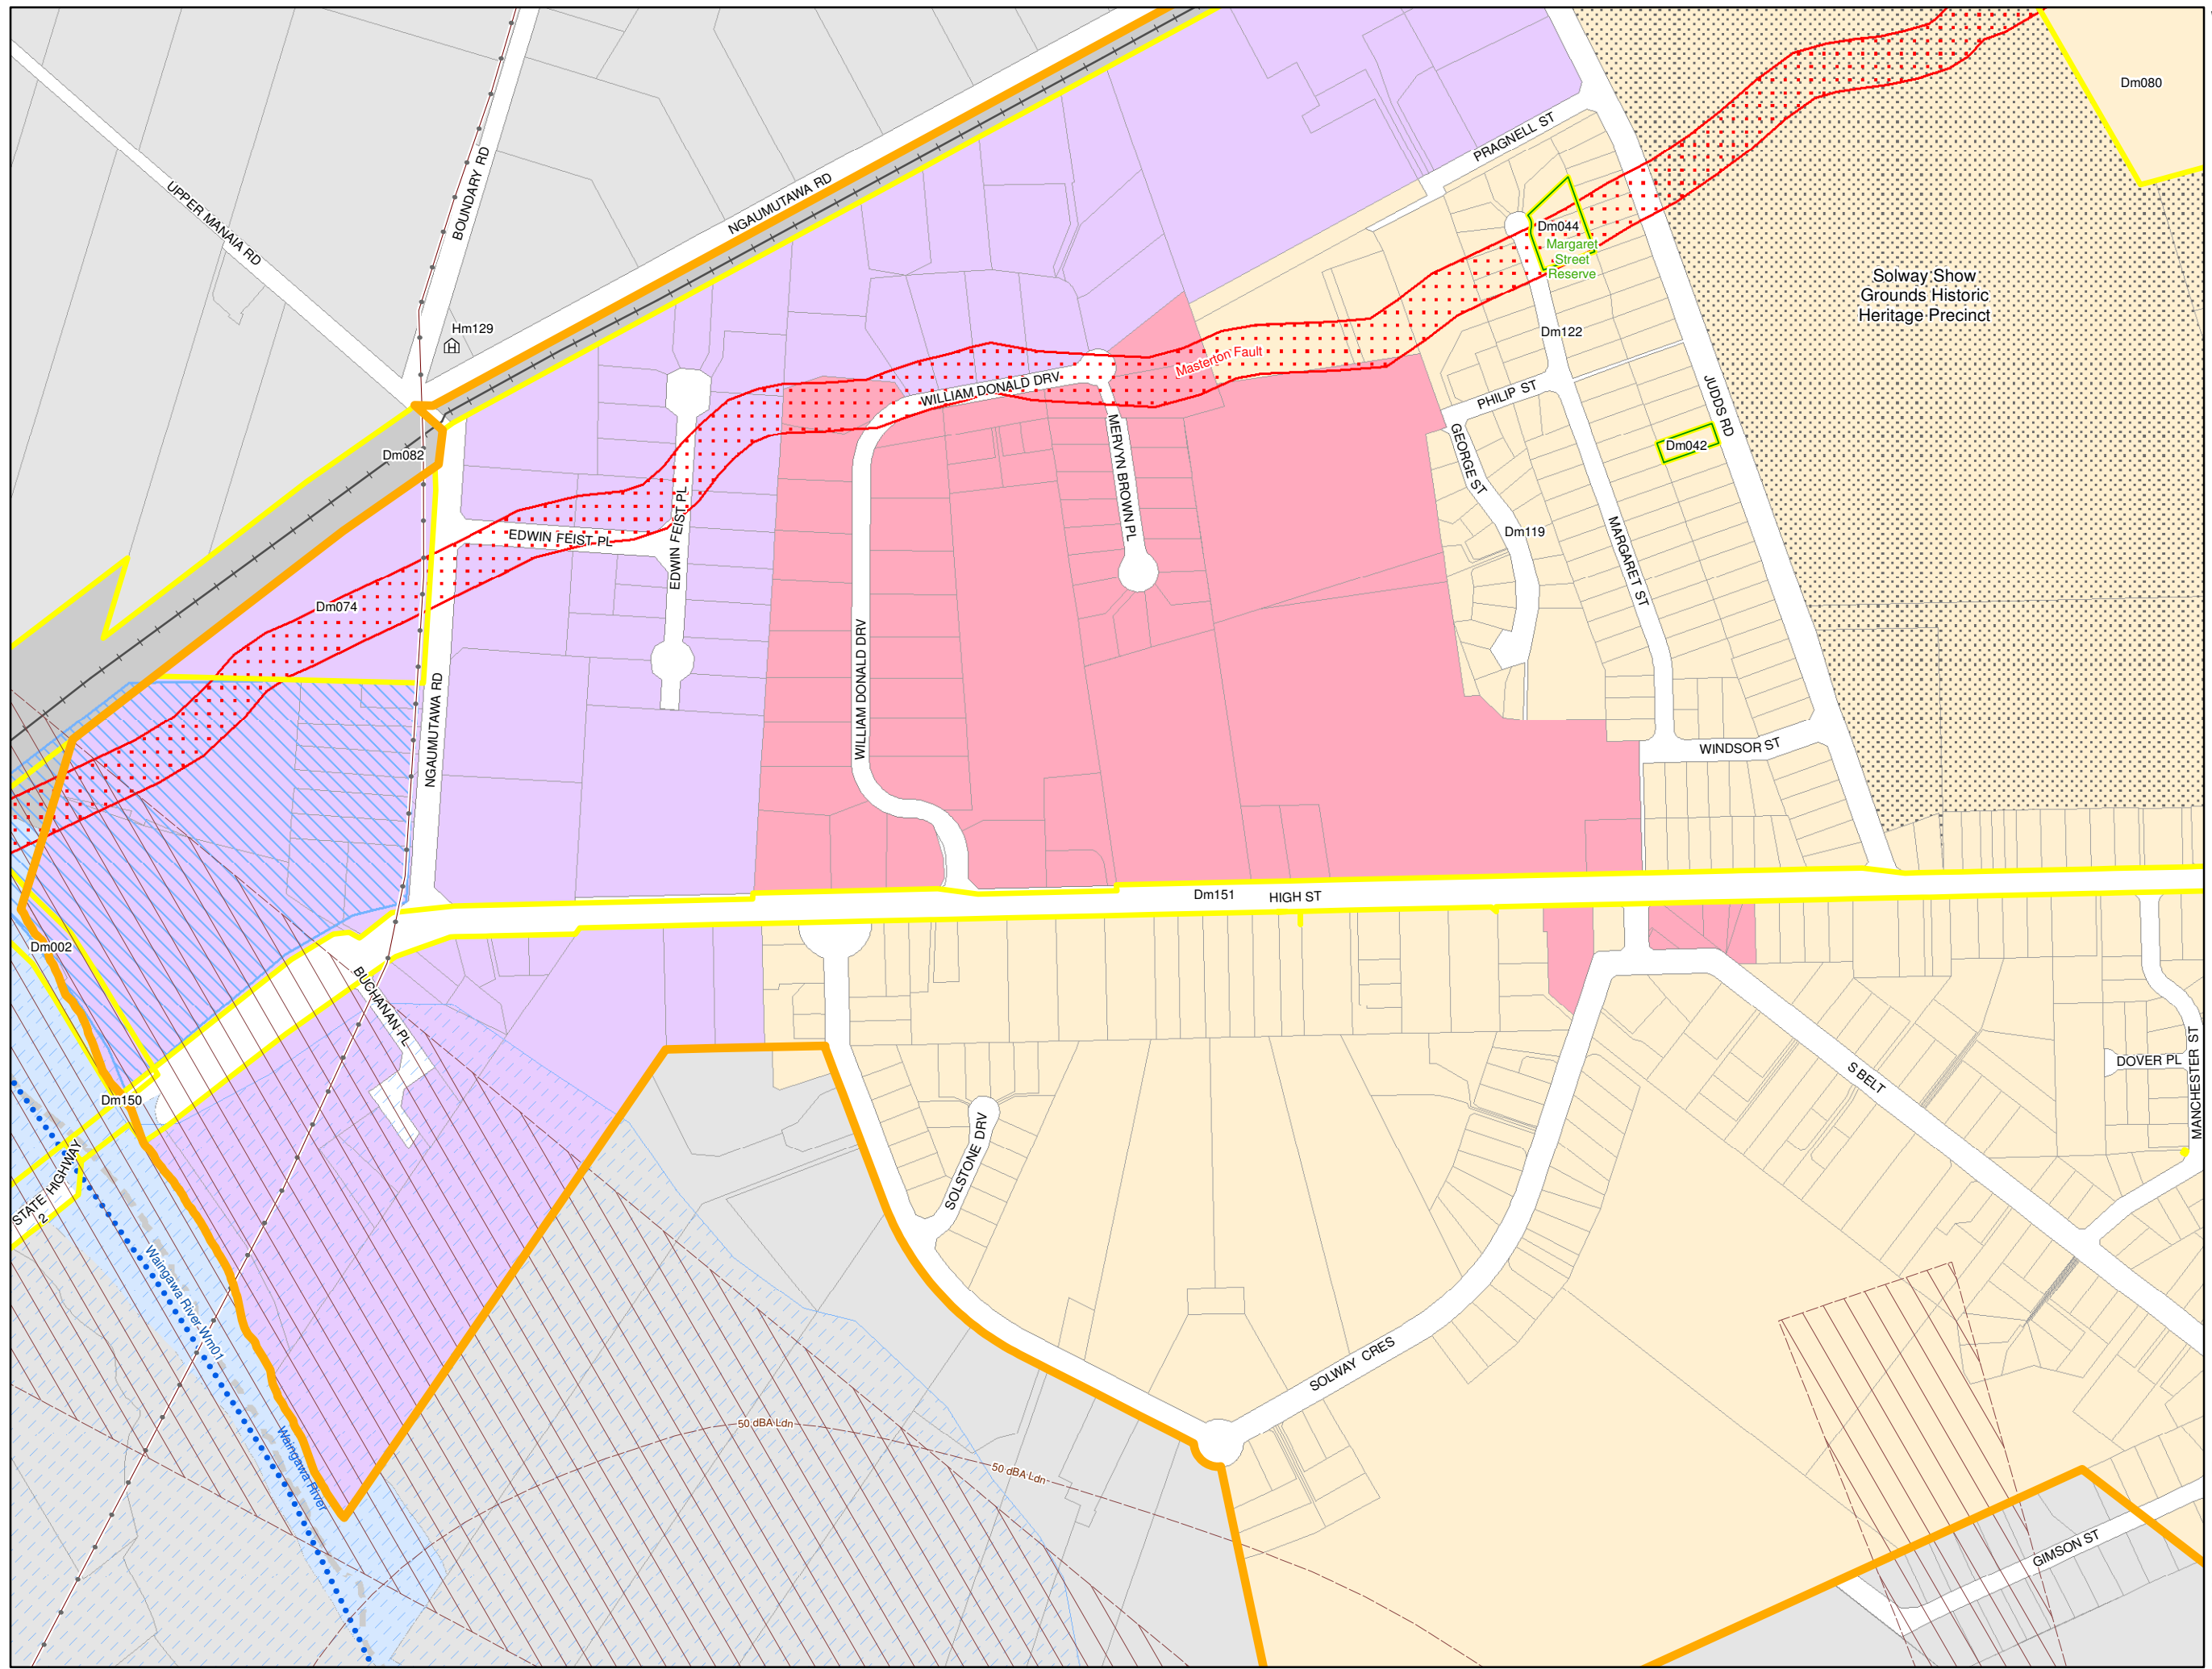 Dm080
PRAGNELL ST
BOUNDARY RD
UPPER MANAIA RD
NGAUMUTAWA RD
Dm044
Margaret
Street
Reserve
Solway Show
Grounds Historic
Heritage Precinct
Hm129
Dm122
Masterton Fault
WILLIAM DONALD DRV
PHILIP ST
JUDDS RD
Dm082
MERVYN BROWN PL
GEORGE ST
Dm042
EDWIN FEIST PL
EDWIN FEIST PL
Dm119
MARGARET ST
Dm074
WILLIAM DONALD DRV
NGAUMUTAWA RD
WINDSOR ST
Dm151
HIGH ST
Dm002
BUCHANAN PL
DOVER PL
MANCHESTER ST
S BELT
Dm150
STATE HIGHWAY
2
SOLSTONE DRV
Waingawa River-Wm01
SOLWAY CRES
50 dBA Ldn
50 dBA Ldn
Waingawa River
GIMSON ST